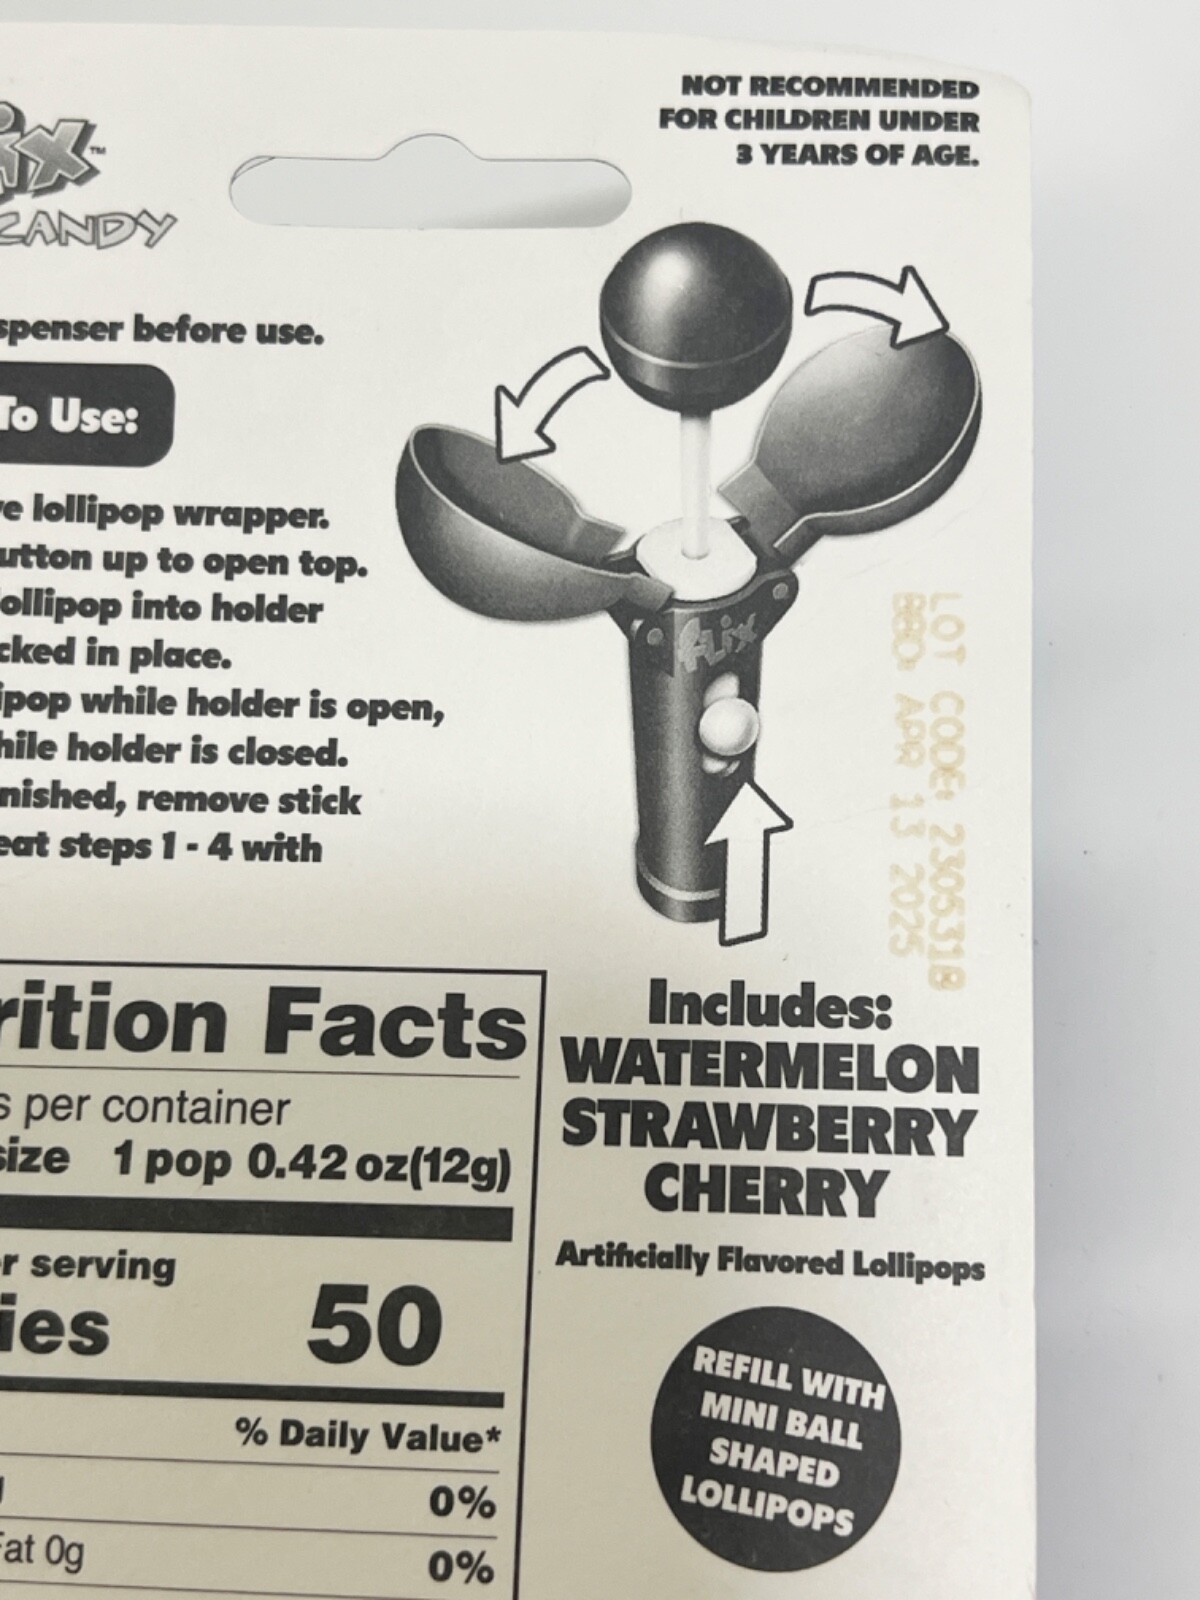 NOT RECOMMENDED
FOR CHILDREN UNDER
3 YEARS OF AGE.
ix™
CANDY
spenser before use.
To Use:
e lollipop wrapper.
utton up to open top.
ollipop into holder
cked in place.
ipop while holder is open,
hile holder is closed.
nished, remove stick
eat steps 1 - 4 with
flix
LOT CODE: 230531B
BBD: APR 13 2025
rition Facts
s per container
size 1 pop 0.42 oz(12g)
r serving
ies 50
% Daily Value*
g 0%
Fat 0g 0%
Includes:
WATERMELON
STRAWBERRY
CHERRY
Artificially Flavored Lollipops
REFILL WITH
MINI BALL
SHAPED
LOLLIPOPS